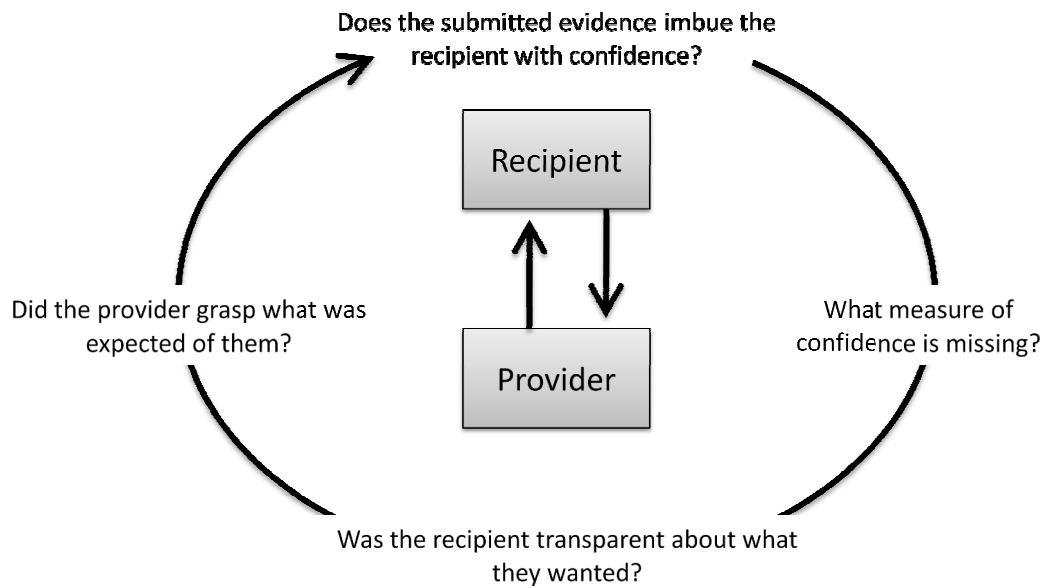 Does the submitted evidence imbue the
recipient with confidence?
Recipient
Did the provider grasp what was
expected of them?
What measure of
confidence is missing?
Provider
Was the recipient transparent about what
they wanted?